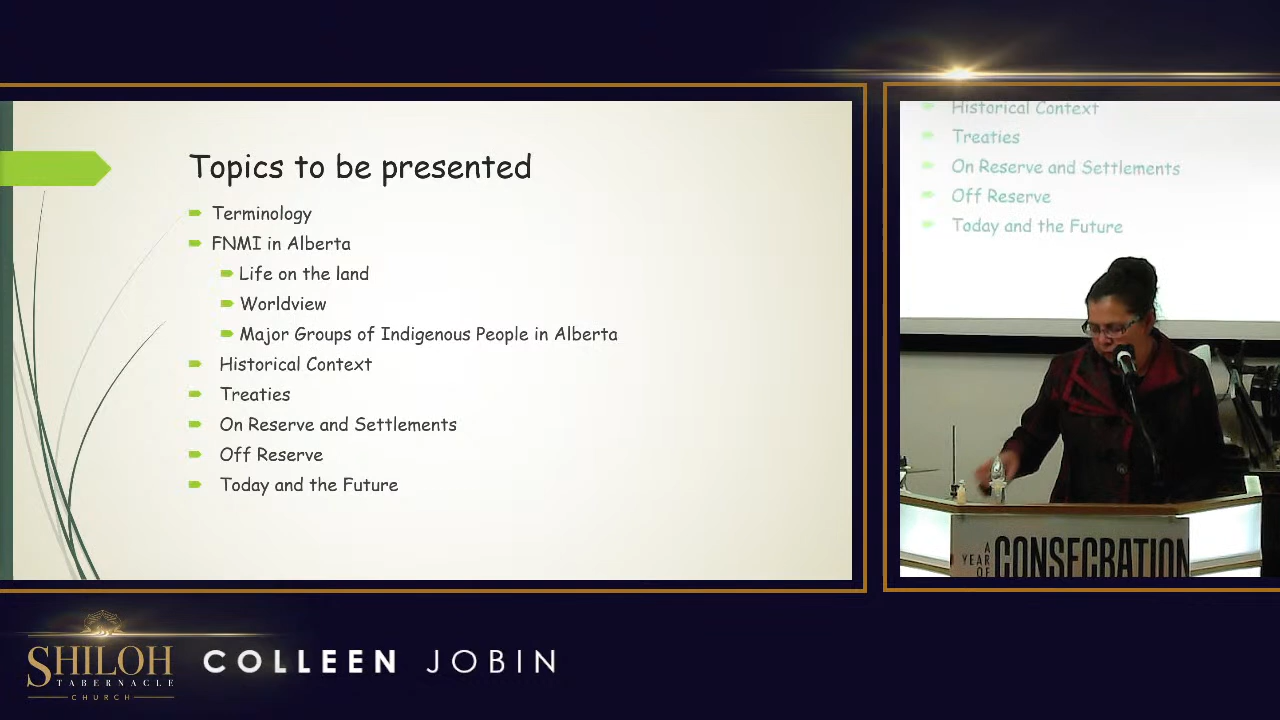 Topics to be presented
Terminology
FNMI in Alberta
Life on the land
Worldview
Major Groups of Indigenous People in Alberta
Historical Context
Treaties
On Reserve and Settlements
Off Reserve
Today and the Future
Historical Context
Treaties
On Reserve and Settlements
Off Reserve
Today and the Future
A
YEAR
OF
CONSECRATION
SHILOH
TABERNACLE
CHURCH
COLLEEN JOBIN